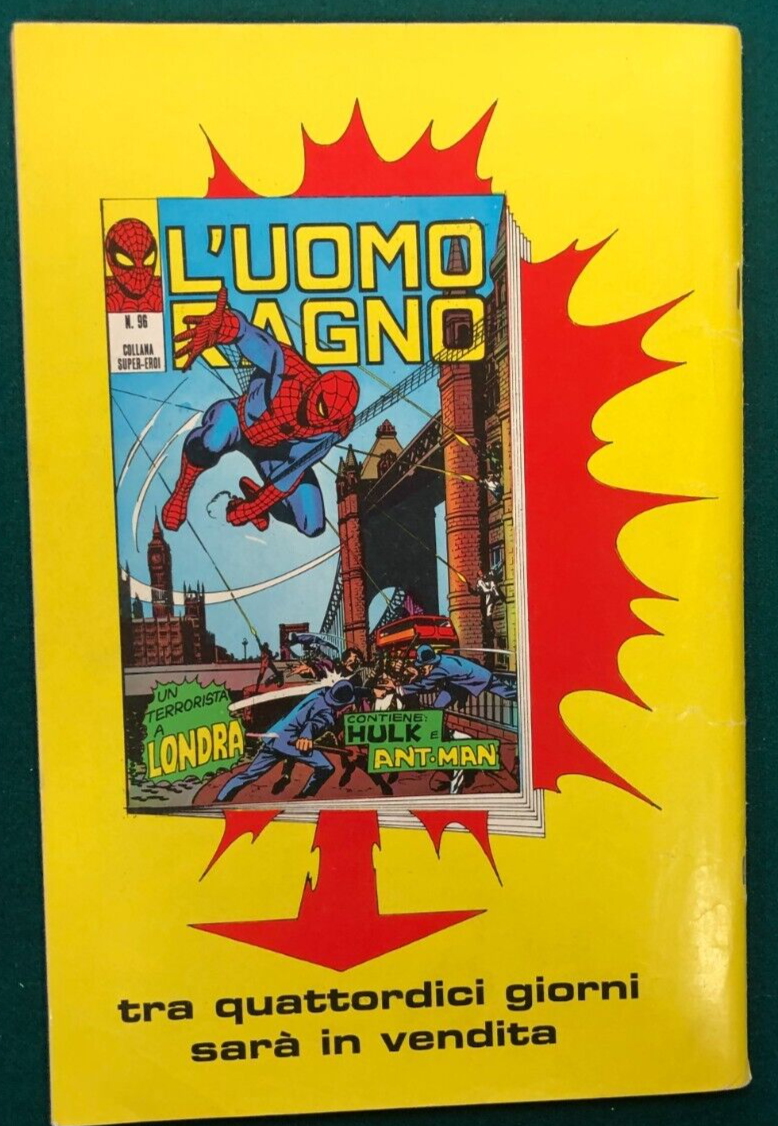 L'UOMO
RAGNO
N. 96
COLLANA
SUPER-EROI
UN
TERRORISTA
A
LONDRA
CONTIENE:
HULK E
ANT-MAN
tra quattordici giorni
sarà in vendita